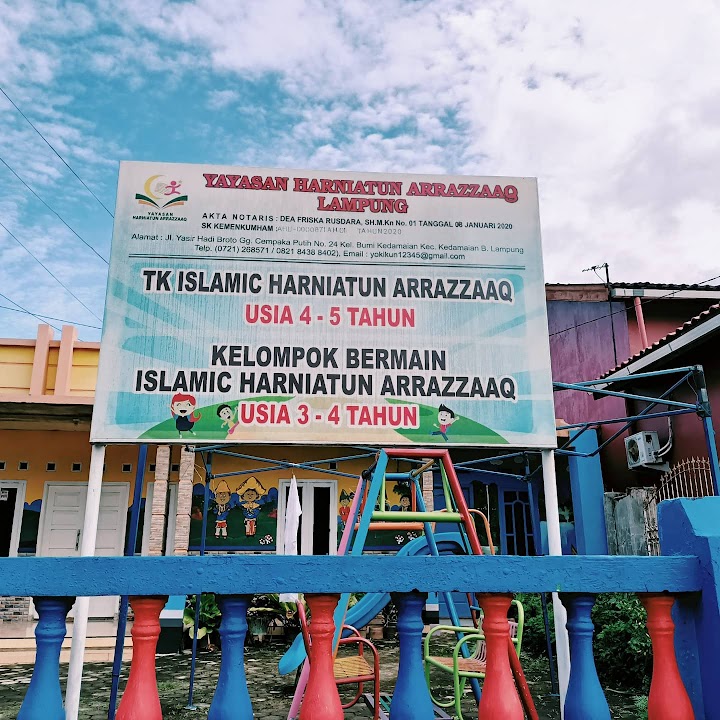 YAYASAN HARNIATUN ARRAZZAAQ
LAMPUNG
YAYASAN
HARNIATUN ARRAZZAAQ
AKTA NOTARIS : DEA FRISKA RUSDARA, SH.M.Kn No. 01 TANGGAL 08 JANUARI 2020
SK KEMENKUMHAM : TAHUN2020
Alamat : Jl. Yasir Hadi Broto Gg. Cempaka Putih No. 24 Kel. Bumi Kedamaian Kec. Kedamaian B. Lampung
Telp. (0721) 268571 / 0821 8438 8402), Email : yokikun12345@gmail.com
TK ISLAMIC HARNIATUN ARRAZZAAQ
USIA 4 - 5 TAHUN
KELOMPOK BERMAIN
ISLAMIC HARNIATUN ARRAZZAAQ
USIA 3 - 4 TAHUN